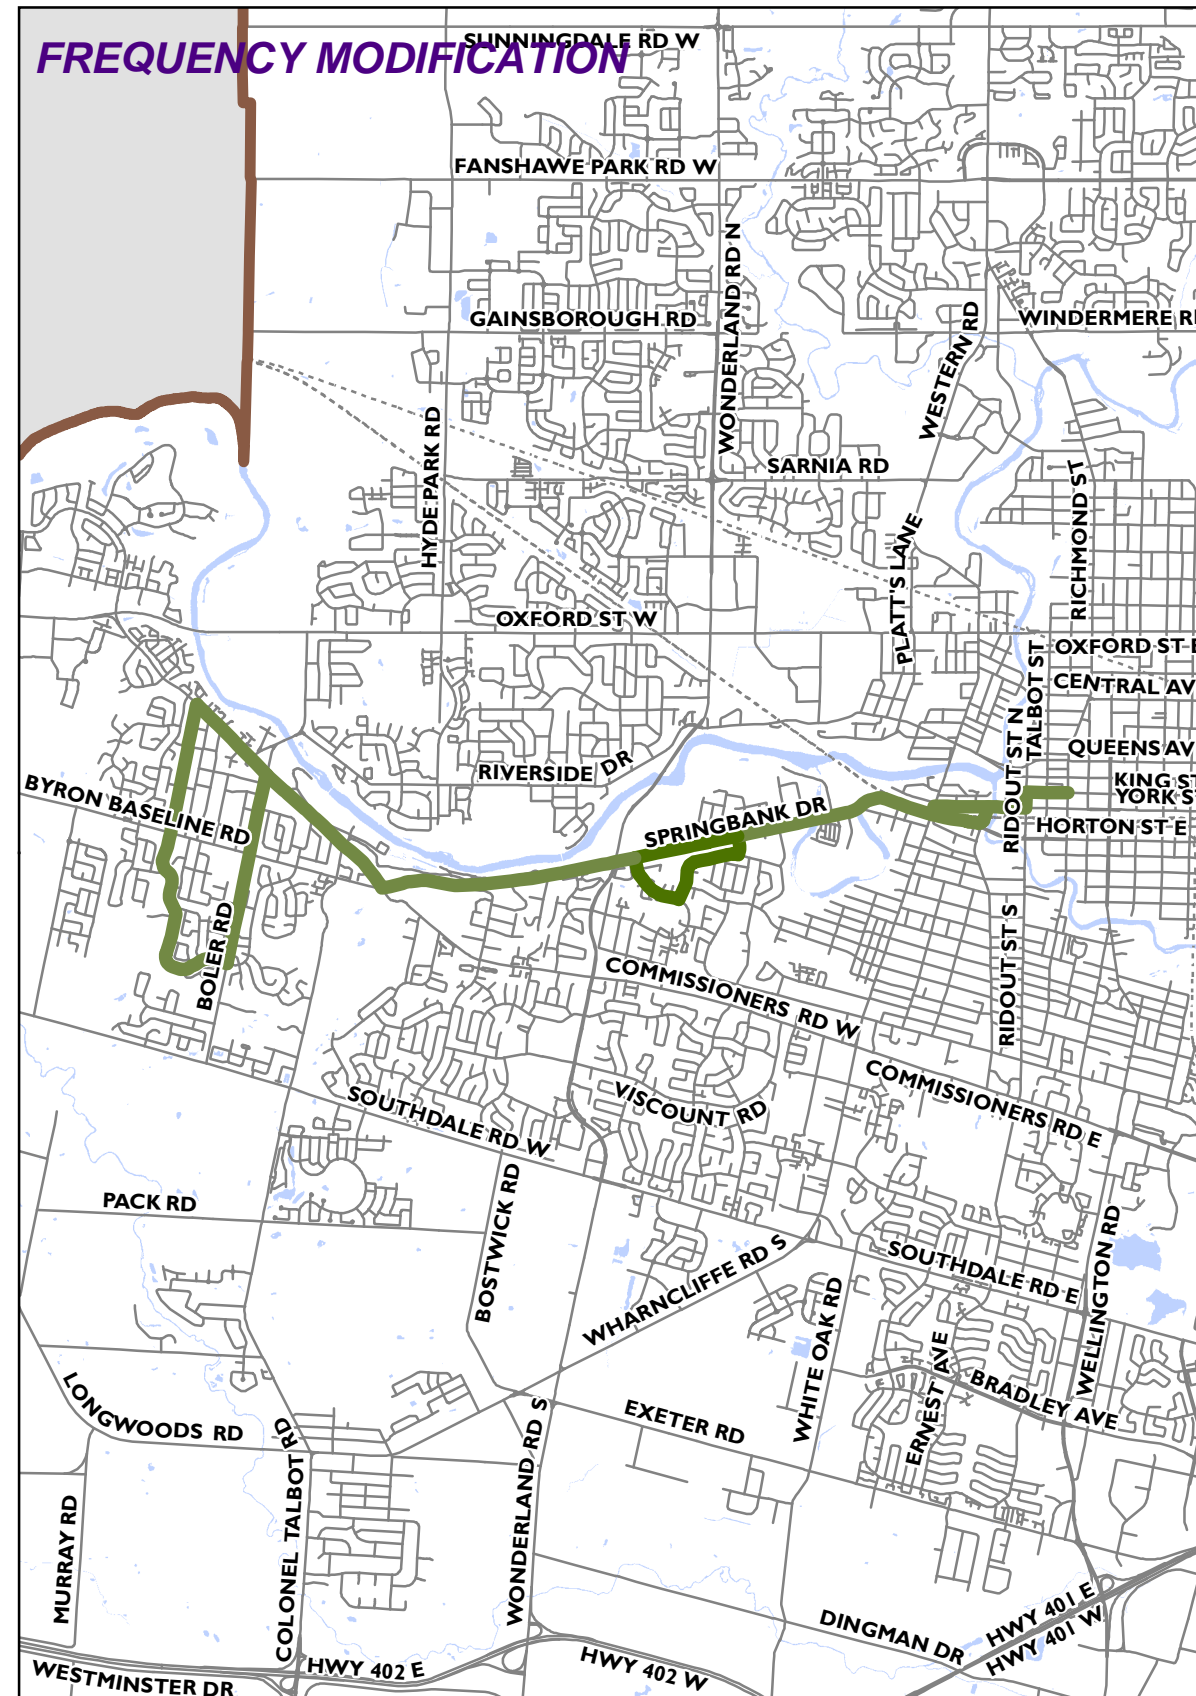 SUNNINGDALE RD W
FREQUENCY MODIFICATION
FANSHAWE PARK RD W
WONDERLAND RD N
GAINSBOROUGH RD
WESTERN RD
WINDERMERE R
HYDE PARK RD
SARNIA RD
RICHMOND ST
PLATT'S LANE
OXFORD ST W
OXFORD ST E
TALBOT ST
CENTRAL AV
RIDOUT ST N
QUEENS AV
RIVERSIDE DR
KING ST
YORK S
BYRON BASELINE RD
SPRINGBANK DR
HORTON ST E
BOLER RD
RIDOUT ST S
COMMISSIONERS RD W
COMMISSIONERS RD E
SOUTHDALE RD W
VISCOUNT RD
PACK RD
BOSTWICK RD
WHARNCLIFFE RD S
SOUTHDALE RD E
WELLINGTON RD
WHITE OAK RD
ERNEST AVE
BRADLEY AVE
LONGWOODS RD
EXETER RD
COLONEL TALBOT RD
WONDERLAND RD S
MURRAY RD
HWY 401 E
HWY 401 W
DINGMAN DR
HWY 402 E
HWY 402 W
WESTMINSTER DR